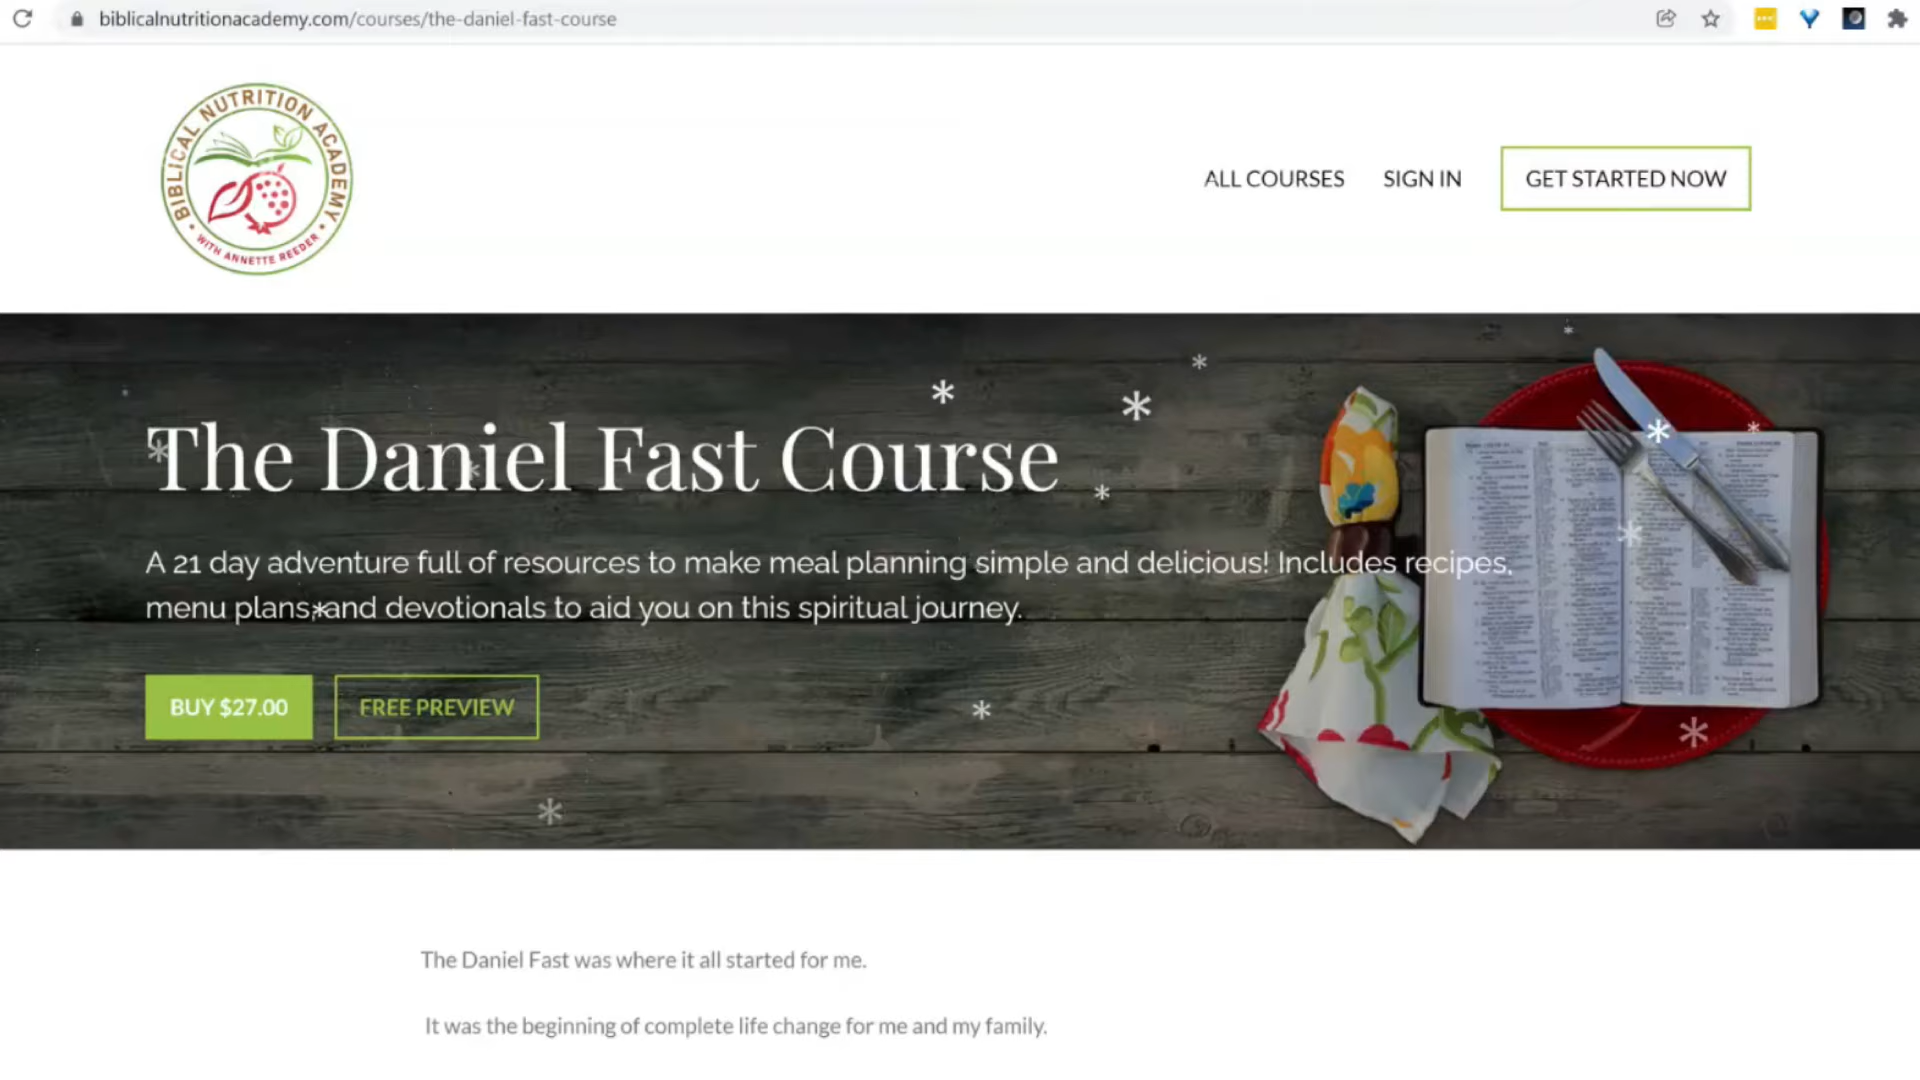 biblicalnutritionacademy.com/courses/the-daniel-fast-course
BIBLICAL NUTRITION ACADEMY
WITH ANNETTE REEDER
ALL COURSES
SIGN IN
GET STARTED NOW
The Daniel Fast Course
A 21 day adventure full of resources to make meal planning simple and delicious! Includes recipes,
menu plans, and devotionals to aid you on this spiritual journey.
BUY $27.00
FREE PREVIEW
The Daniel Fast was where it all started for me.
It was the beginning of complete life change for me and my family.